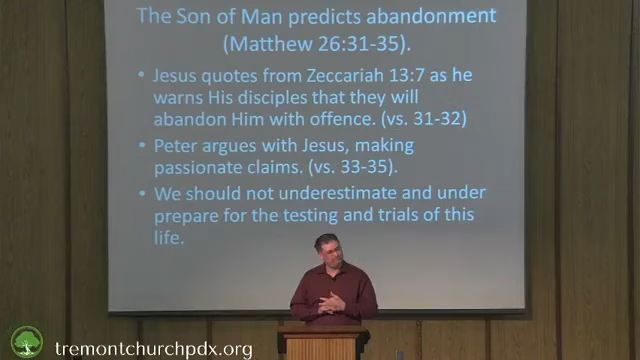 The Son of Man predicts abandonment
(Matthew 26:31-35).
• Jesus quotes from Zeccariah 13:7 as he
warns His disciples that they will
abandon Him with offence. (vs. 31-32)
• Peter argues with Jesus, making
passionate claims. (vs. 33-35).
• We should not underestimate and under
prepare for the testing and trials of this
life.
tremontchurchpdx.org